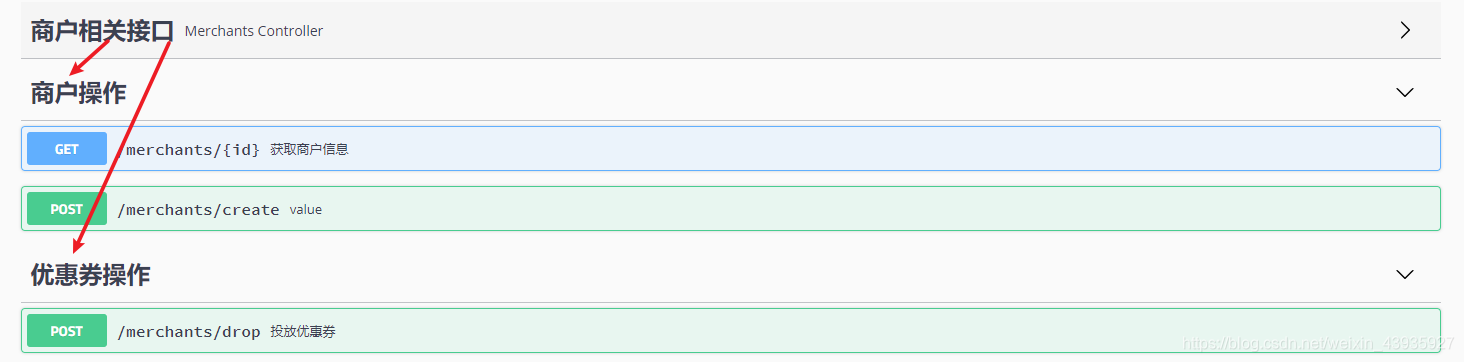 商户相关接口 Merchants Controller
商户操作
GET /merchants/{id} 获取商户信息
POST /merchants/create value
优惠券操作
POST /merchants/drop 投放优惠券
https://blog.csdn.net/weixin_43935927